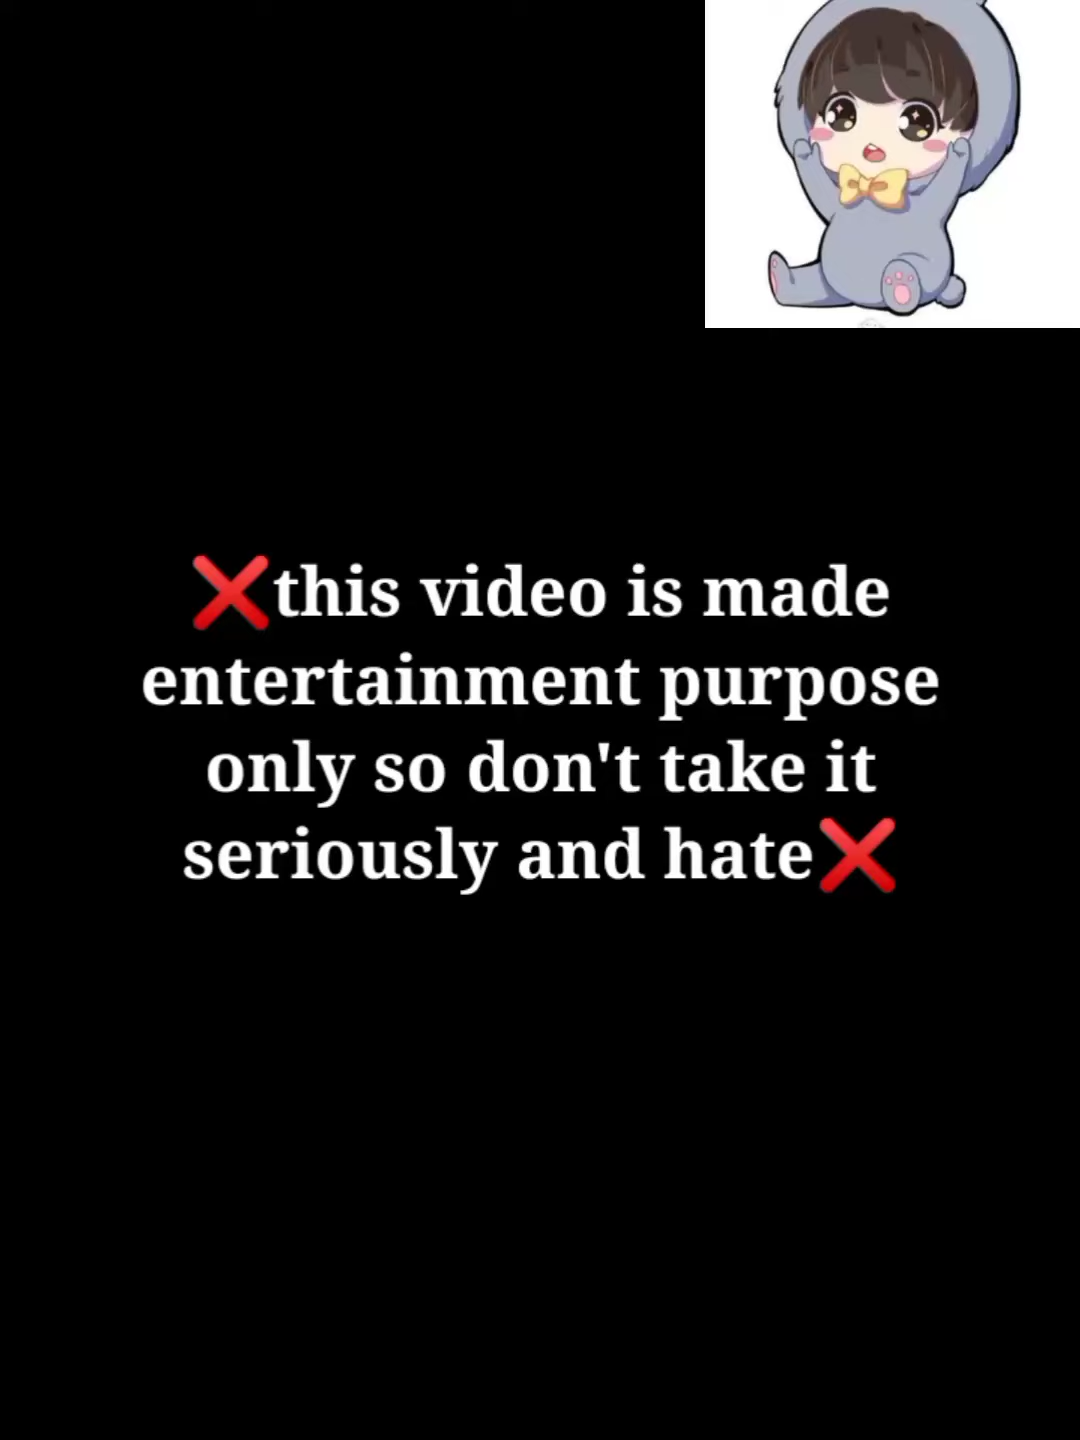 ❌this video is made
entertainment purpose
only so don't take it
seriously and hate❌